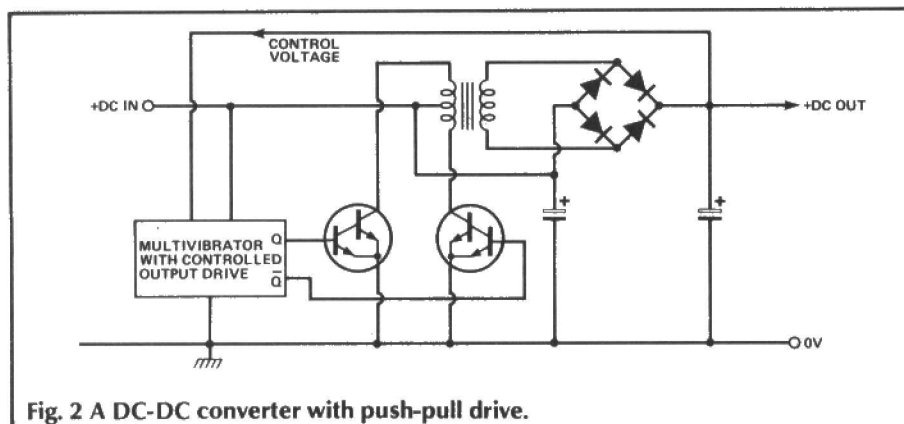 CONTROL
VOLTAGE
+DC IN
+DC OUT
+
+
MULTIVIBRATOR
WITH CONTROLLED
OUTPUT DRIVE
Q
Q̅
0V
Fig. 2 A DC-DC converter with push-pull drive.